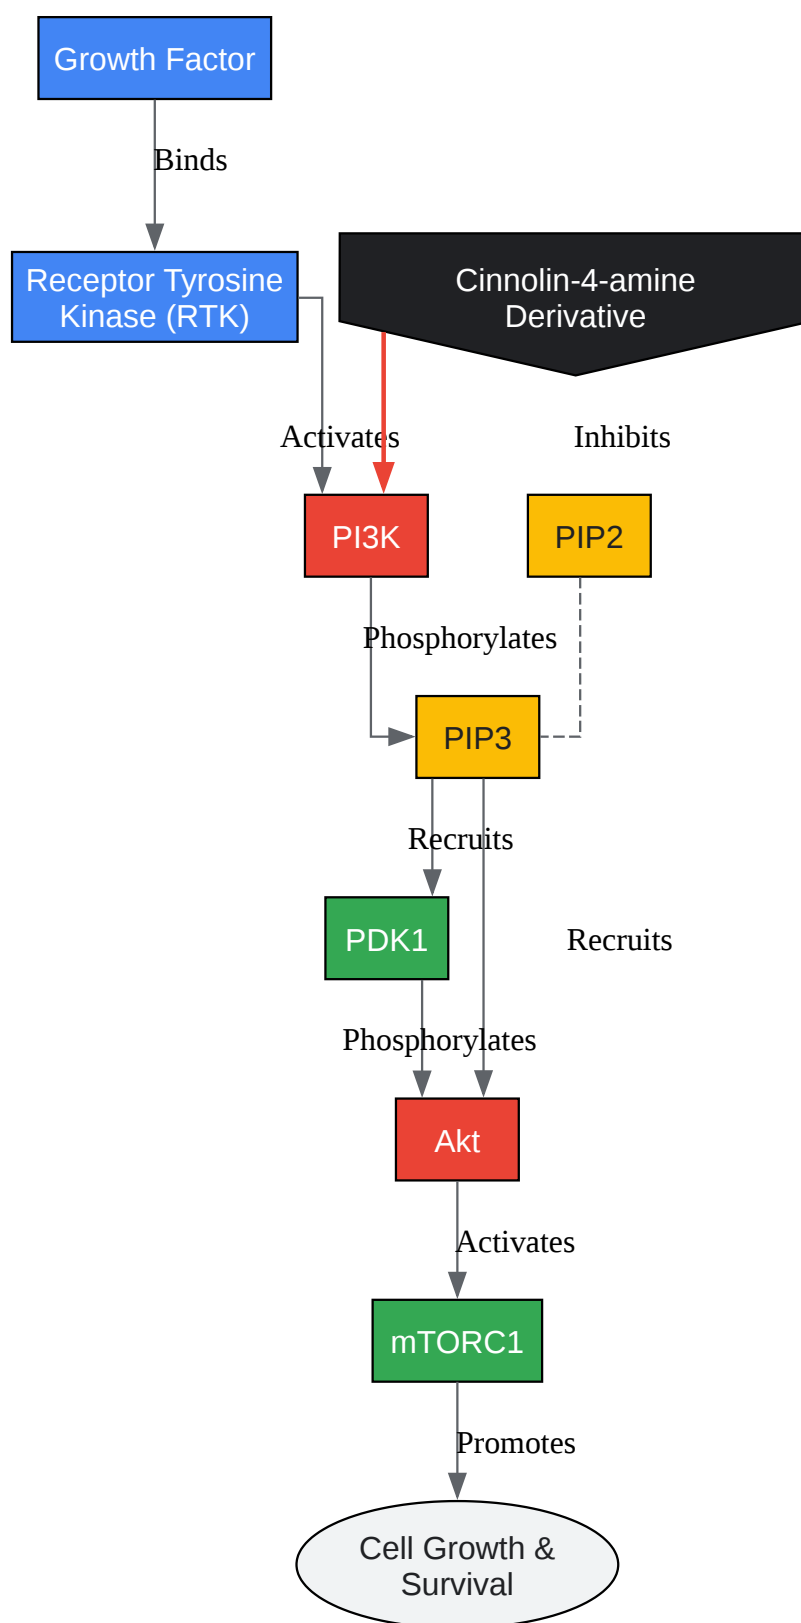 Growth Factor
Binds
Receptor Tyrosine
Kinase (RTK)
Cinnolin-4-amine
Derivative
Activates
Inhibits
PI3K
PIP2
Phosphorylates
PIP3
Recruits
PDK1
Recruits
Phosphorylates
Akt
Activates
mTORC1
Promotes
Cell Growth &
Survival